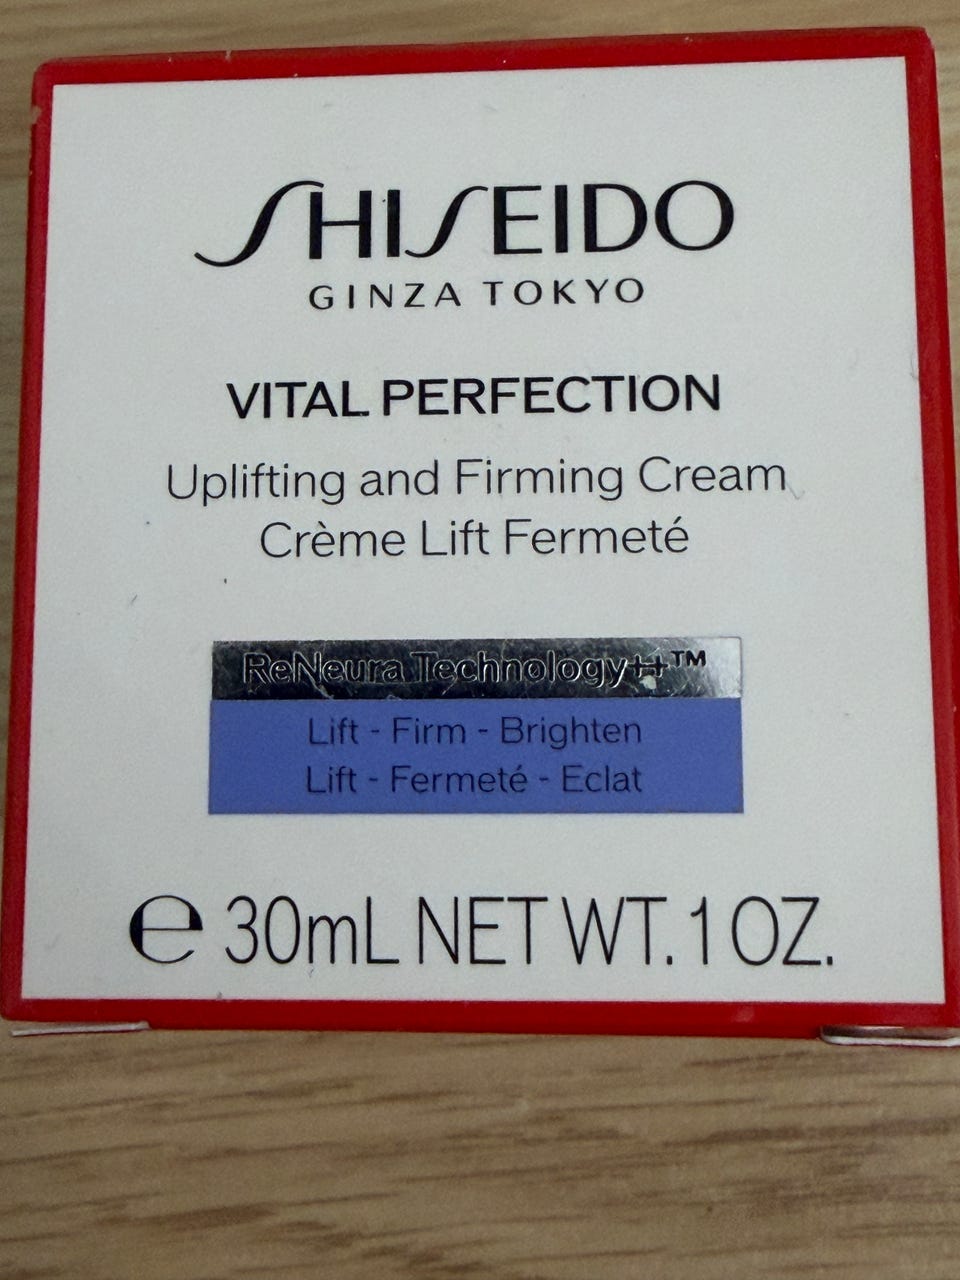 SHISEIDO
GINZA TOKYO
VITAL PERFECTION
Uplifting and Firming Cream
Crème Lift Fermeté
ReNeura Technology++™
Lift - Firm - Brighten
Lift - Fermeté - Eclat
℮ 30mL NET WT. 1 OZ.